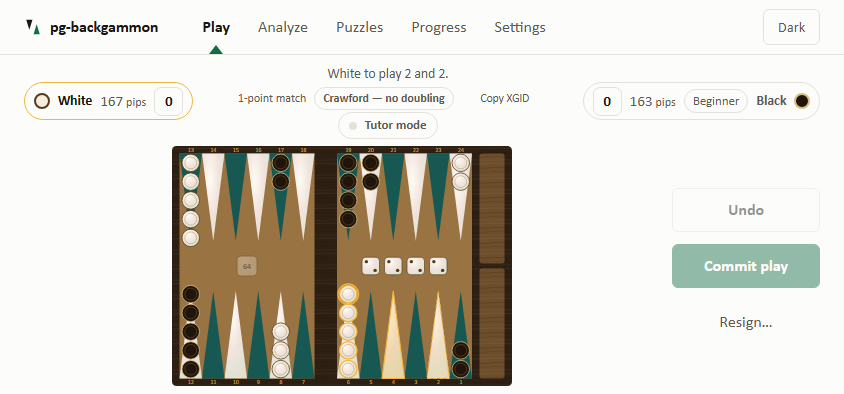 pg-backgammon Play Analyze Puzzles Progress Settings Dark
White to play 2 and 2.
White 167 pips 0 1-point match Crawford — no doubling Copy XGID 0 163 pips Beginner Black
Tutor mode
13 14 15 16 17 18 19 20 21 22 23 24
64
Undo
Commit play
Resign...
12 11 10 9 8 7 6 5 4 3 2 1